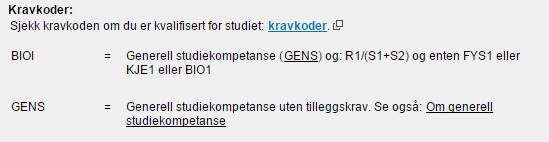 Kravkoder:
Sjekk kravkoden om du er kvalifisert for studiet: kravkoder.
BIOI = Generell studiekompetanse (GENS) og: R1/(S1+S2) og enten FYS1 eller
KJE1 eller BIO1
GENS = Generell studiekompetanse uten tilleggskrav. Se også: Om generell
studiekompetanse